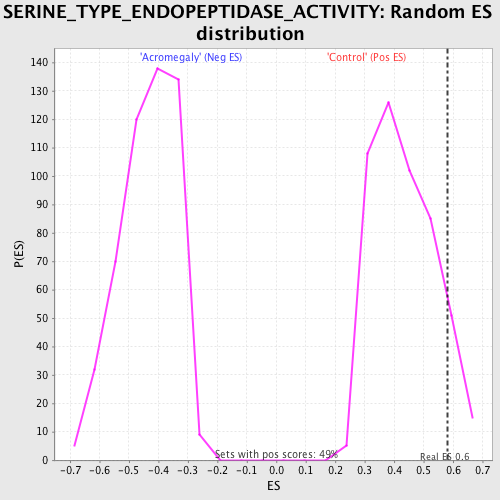 SERINE_TYPE_ENDOPEPTIDASE_ACTIVITY: Random ES
distribution
'Acromegaly' (Neg ES)
'Control' (Pos ES)
140
130
120
110
100
90
80
70
60
50
40
30
20
10
0
P(ES)
Sets with pos scores: 49%
Real ES 0.6
-0.7 -0.6 -0.5 -0.4 -0.3 -0.2 -0.1 0.0 0.1 0.2 0.3 0.4 0.5 0.6 0.7
ES